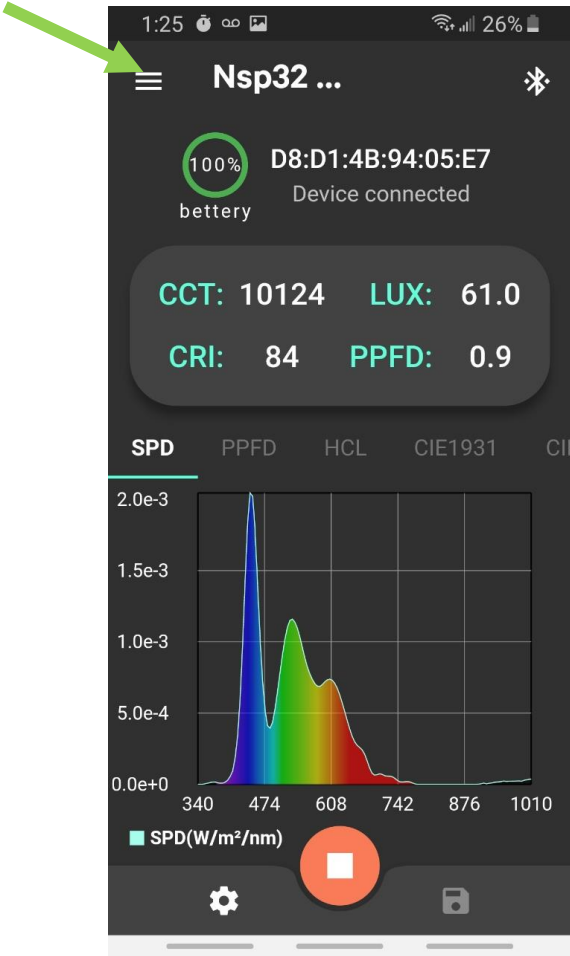 1:25 26%
Nsp32 ...
100%
bettery
D8:D1:4B:94:05:E7
Device connected
CCT: 10124 LUX: 61.0
CRI: 84 PPFD: 0.9
SPD PPFD HCL CIE1931 CII
2.0e-3
1.5e-3
1.0e-3
5.0e-4
0.0e+0
340 474 608 742 876 1010
SPD(W/m²/nm)